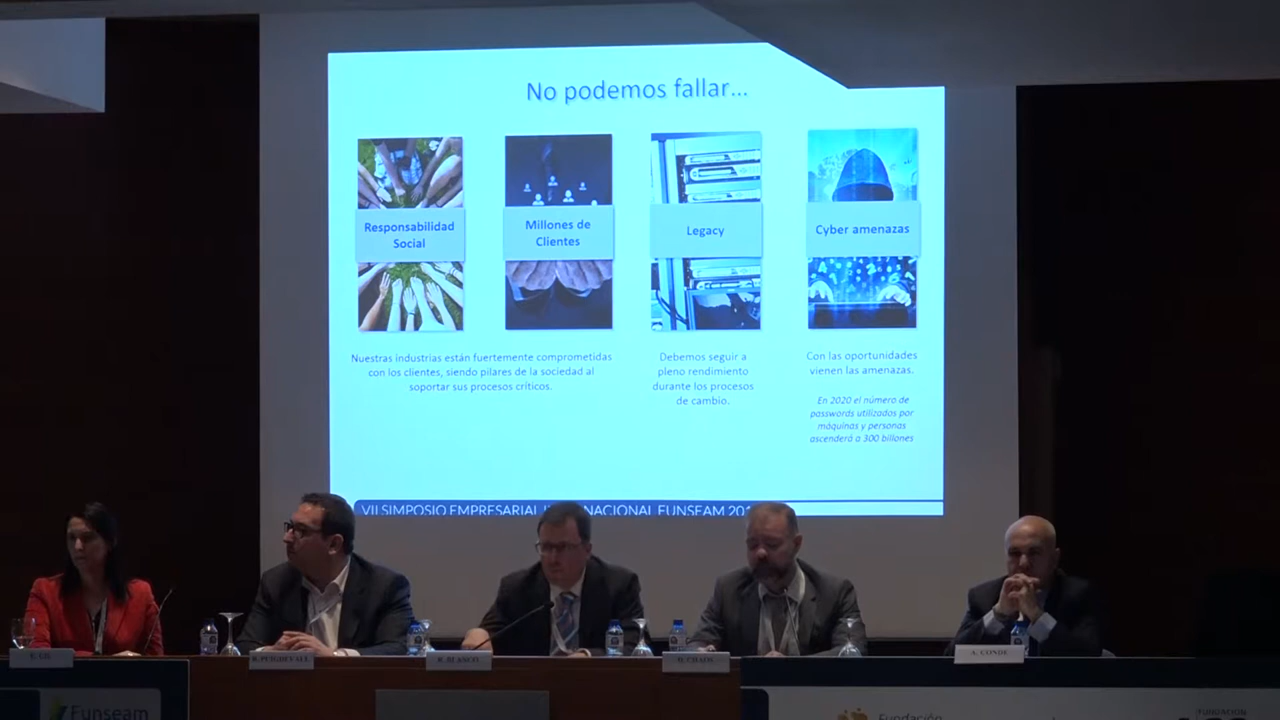 No podemos fallar...
Responsabilidad
Social
Millones de
Clientes
Legacy
Cyber amenazas
Nuestras industrias están fuertemente comprometidas
con los clientes, siendo pilares de la sociedad al
soportar sus procesos críticos.
Debemos seguir a
pleno rendimiento
durante los procesos
de cambio.
Con las oportunidades
vienen las amenazas.
En 2020 el número de
passwords utilizados por
máquinas y personas
ascenderá a 300 billones
VII SIMPOSIO EMPRESARIAL FUNSEAM
R. BLASCO
A. CONDE
Funseam
Fundación
FUNDACIÓN